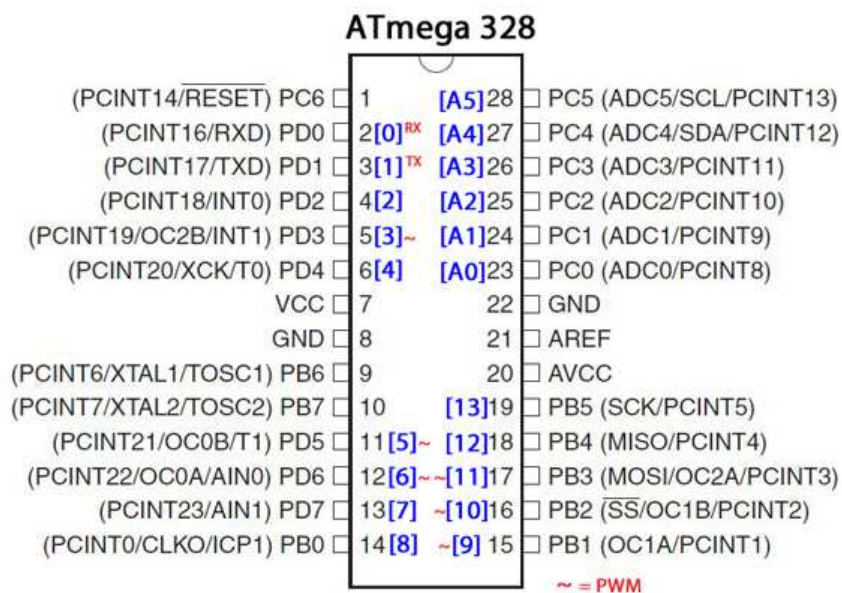 ATmega 328
(PCINT14/RESET) PC6 1 [A5] 28 PC5 (ADC5/SCL/PCINT13)
(PCINT16/RXD) PD0 2 [0] RX [A4] 27 PC4 (ADC4/SDA/PCINT12)
(PCINT17/TXD) PD1 3 [1] TX [A3] 26 PC3 (ADC3/PCINT11)
(PCINT18/INT0) PD2 4 [2] [A2] 25 PC2 (ADC2/PCINT10)
(PCINT19/OC2B/INT1) PD3 5 [3]~ [A1] 24 PC1 (ADC1/PCINT9)
(PCINT20/XCK/T0) PD4 6 [4] [A0] 23 PC0 (ADC0/PCINT8)
VCC 7 22 GND
GND 8 21 AREF
(PCINT6/XTAL1/TOSC1) PB6 9 20 AVCC
(PCINT7/XTAL2/TOSC2) PB7 10 [13] 19 PB5 (SCK/PCINT5)
(PCINT21/OC0B/T1) PD5 11 [5]~ [12] 18 PB4 (MISO/PCINT4)
(PCINT22/OC0A/AIN0) PD6 12 [6]~ ~[11] 17 PB3 (MOSI/OC2A/PCINT3)
(PCINT23/AIN1) PD7 13 [7] ~[10] 16 PB2 (SS/OC1B/PCINT2)
(PCINT0/CLKO/ICP1) PB0 14 [8] ~[9] 15 PB1 (OC1A/PCINT1)
~ = PWM